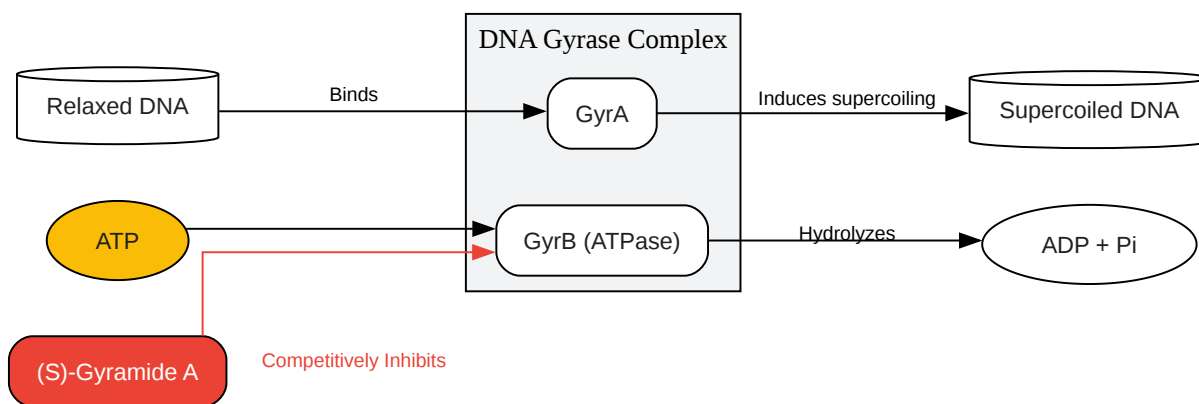 DNA Gyrase Complex
Relaxed DNA
Binds
GyrA
Induces supercoiling
Supercoiled DNA
ATP
GyrB (ATPase)
Hydrolyzes
ADP + Pi
(S)-Gyramide A
Competitively Inhibits